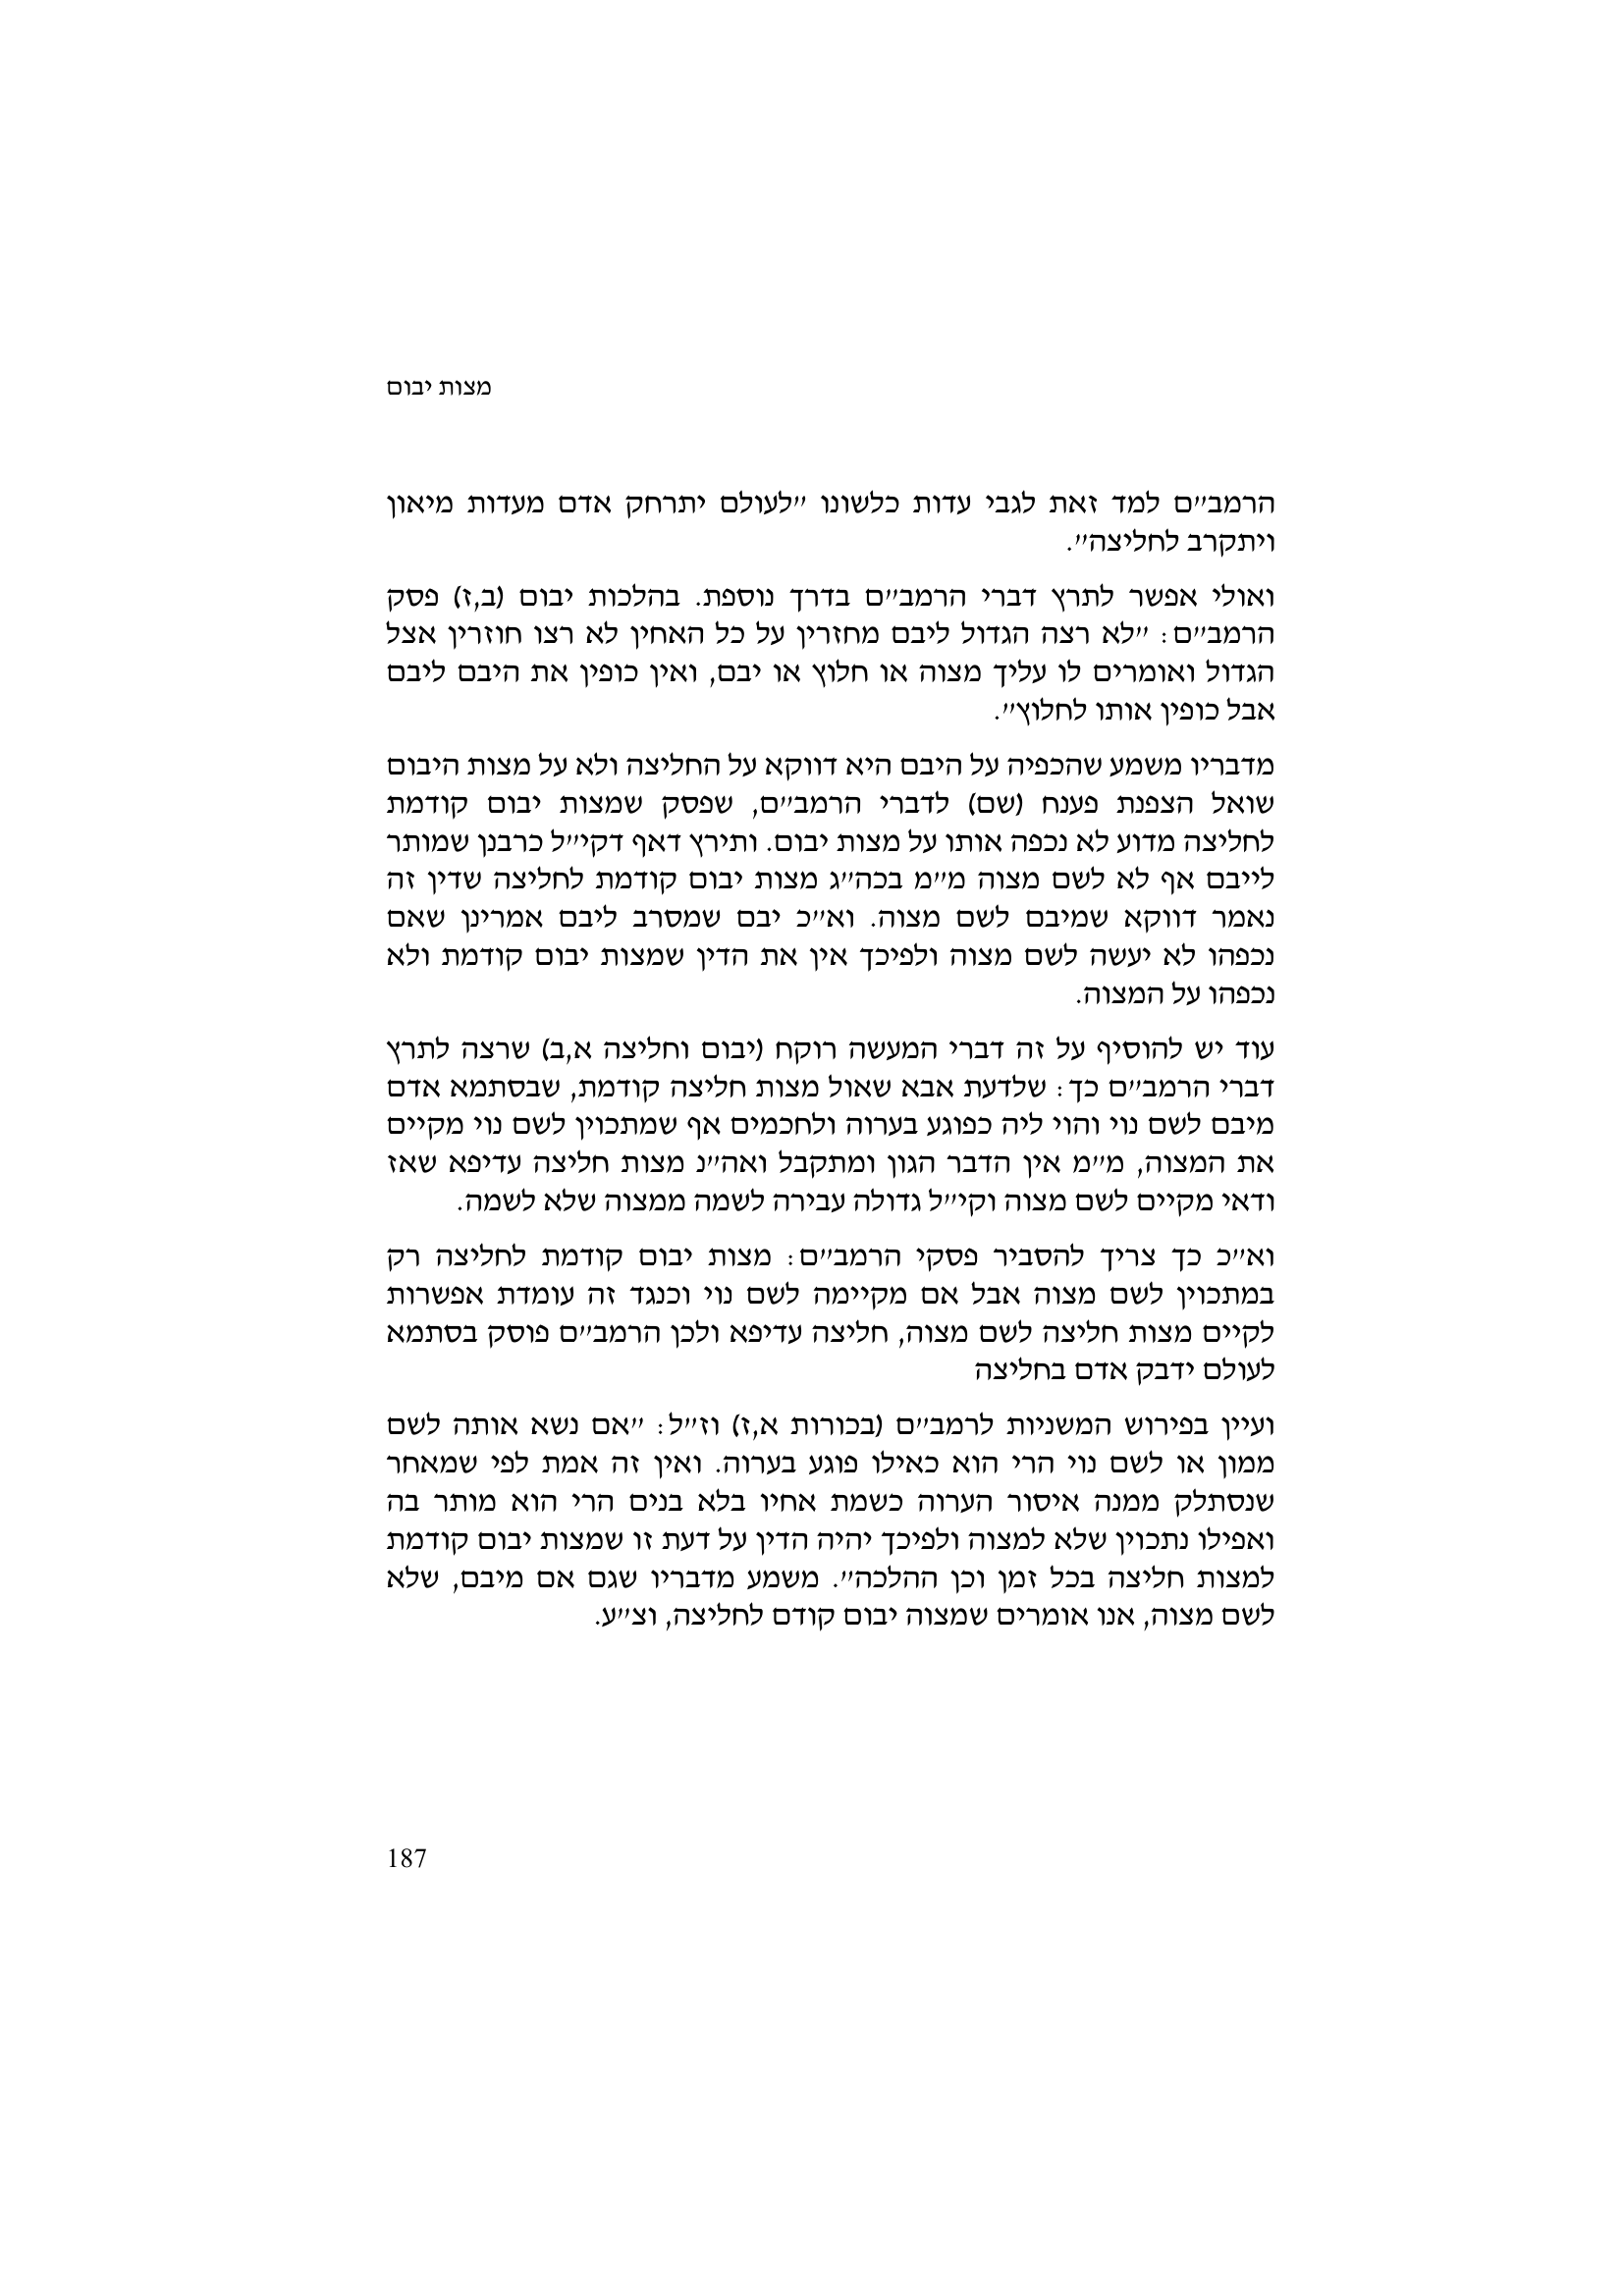 מצות יבום
הרמב״ם למד זאת לגבי עדות כלשונו ״לעולם יתרחק אדם מעדות מיאון
ויתקרב לחליצה״.
ואולי אפשר לתרץ דברי הרמב״ם בדרך נוספת. בהלכות יבום (ב,ז) פסק
הרמב״ם: ״לא רצה הגדול ליבם מחזרין על כל האחין לא רצו חוזרין אצל
הגדול ואומרים לו עליך מצוה או חלוץ או יבם, ואין כופין את היבם ליבם
אבל כופין אותו לחלוץ״.
מדבריו משמע שהכפיה על היבם היא דווקא על החליצה ולא על מצות היבום
שואל הצפנת פענח (שם) לדברי הרמב״ם, שפסק שמצות יבום קודמת
לחליצה מדוע לא נכפה אותו על מצות יבום. ותירץ דאף דקי״ל כרבנן שמותר
לייבם אף לא לשם מצוה מ״מ בכה״ג מצות יבום קודמת לחליצה שדין זה
נאמר דווקא שמיבם לשם מצוה. וא״כ יבם שמסרב ליבם אמרינן שאם
נכפהו לא יעשה לשם מצוה ולפיכך אין את הדין שמצות יבום קודמת ולא
נכפהו על המצוה.
עוד יש להוסיף על זה דברי המעשה רוקח (יבום וחליצה א,ב) שרצה לתרץ
דברי הרמב״ם כך: שלדעת אבא שאול מצות חליצה קודמת, שבסתמא אדם
מיבם לשם נוי והוי ליה כפוגע בערוה ולחכמים אף שמתכוין לשם נוי מקיים
את המצוה, מ״מ אין הדבר הגון ומתקבל ואה״נ מצות חליצה עדיפא שאז
ודאי מקיים לשם מצוה וקי״ל גדולה עבירה לשמה ממצוה שלא לשמה.
וא״כ כך צריך להסביר פסקי הרמב״ם: מצות יבום קודמת לחליצה רק
במתכוין לשם מצוה אבל אם מקיימה לשם נוי וכנגד זה עומדת אפשרות
לקיים מצות חליצה לשם מצוה, חליצה עדיפא ולכן הרמב״ם פוסק בסתמא
לעולם ידבק אדם בחליצה
ועיין בפירוש המשניות לרמב״ם (בכורות א,ז) וז״ל: ״אם נשא אותה לשם
ממון או לשם נוי הרי הוא כאילו פוגע בערוה. ואין זה אמת לפי שמאחר
שנסתלק ממנה איסור הערוה כשמת אחיו בלא בנים הרי הוא מותר בה
ואפילו נתכוין שלא למצוה ולפיכך יהיה הדין על דעת זו שמצות יבום קודמת
למצות חליצה בכל זמן וכן ההלכה״. משמע מדבריו שגם אם מיבם, שלא
לשם מצוה, אנו אומרים שמצוה יבום קודם לחליצה, וצ״ע.
187